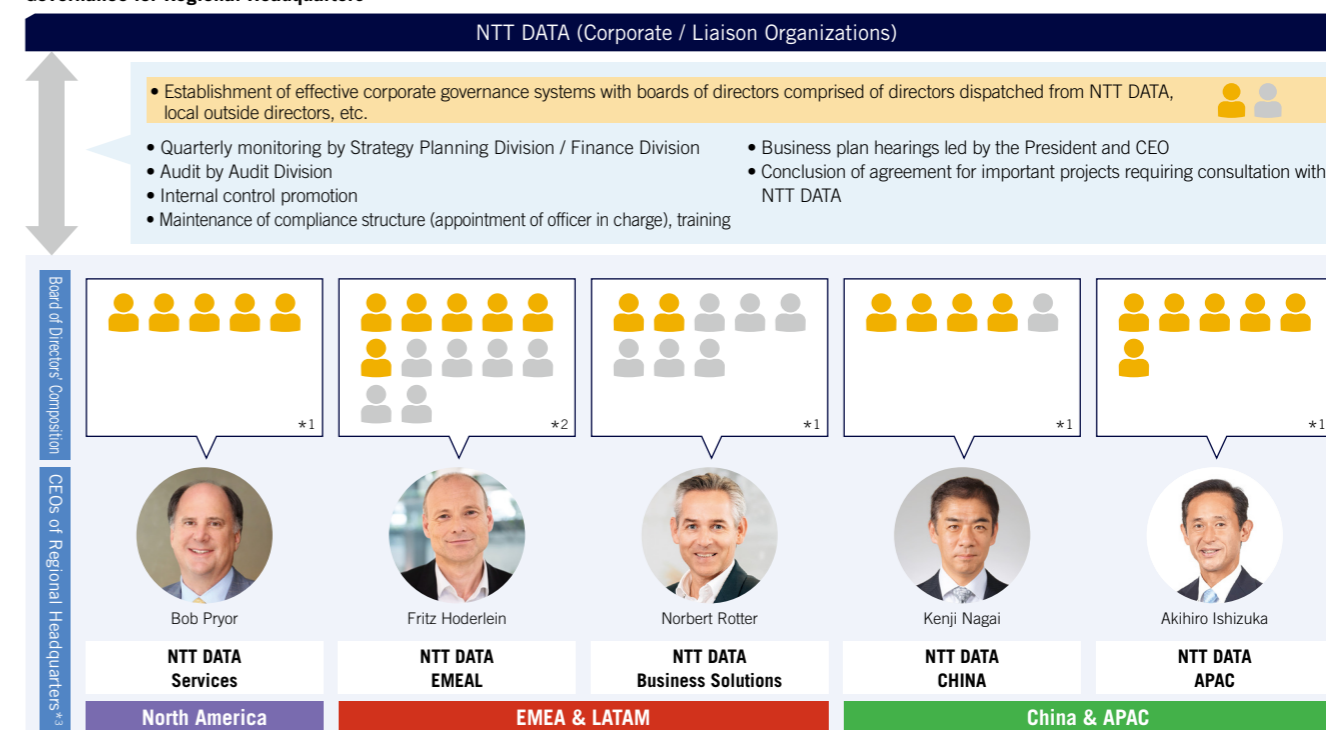 Governance for Regional Headquarters
NTT DATA (Corporate / Liaison Organizations)
• Establishment of effective corporate governance systems with boards of directors comprised of directors dispatched from NTT DATA,
local outside directors, etc.
• Quarterly monitoring by Strategy Planning Division / Finance Division
• Audit by Audit Division
• Internal control promotion
• Maintenance of compliance structure (appointment of officer in charge), training
• Business plan hearings led by the President and CEO
• Conclusion of agreement for important projects requiring consultation with
NTT DATA
Board of Directors' Composition
*1
*2
*1
*1
*1
CEOs of Regional Headquarters*3
Bob Pryor
Fritz Hoderlein
Norbert Rotter
Kenji Nagai
Akihiro Ishizuka
NTT DATA
Services
NTT DATA
EMEAL
NTT DATA
Business Solutions
NTT DATA
CHINA
NTT DATA
APAC
North America
EMEA & LATAM
China & APAC